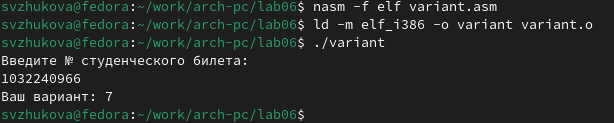 svzhukova@fedora:~/work/arch-pc/lab06$ nasm -f elf variant.asm
svzhukova@fedora:~/work/arch-pc/lab06$ ld -m elf_i386 -o variant variant.o
svzhukova@fedora:~/work/arch-pc/lab06$ ./variant
Введите № студенческого билета:
1032240966
Ваш вариант: 7
svzhukova@fedora:~/work/arch-pc/lab06$